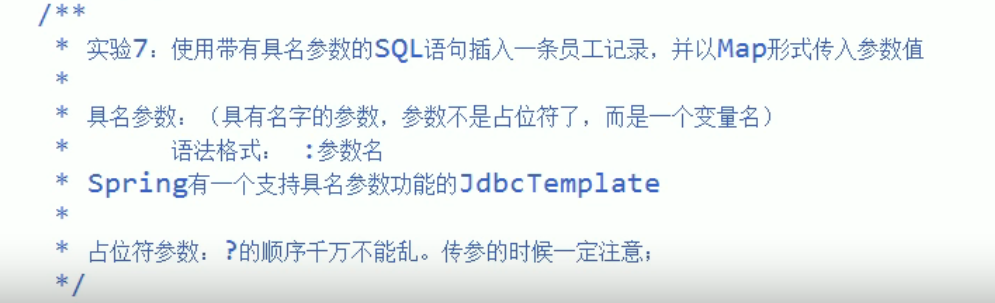 /**
* 实验7：使用带有具名参数的SQL语句插入一条员工记录，并以Map形式传入参数值
*
* 具名参数：（具有名字的参数，参数不是占位符了，而是一个变量名）
* 语法格式： :参数名
* Spring有一个支持具名参数功能的JdbcTemplate
*
* 占位符参数：?的顺序千万不能乱。传参的时候一定注意；
*/